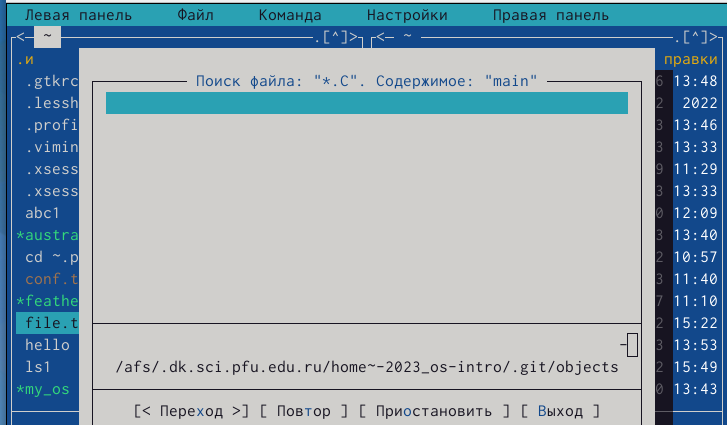 Левая панель Файл Команда Настройки Правая панель
<─ ~ .[^]> <─ ~ .[^]>
.и правки
.gtkrc 6 13:48
.lessh 2 2022
.profi 3 13:46
.vimin 3 13:33
.xsess 9 11:29
.xsess 3 13:33
abc1 0 12:09
*austra 3 13:40
cd ~.p 2 10:57
conf.t 3 11:40
*feathe 7 11:10
file.t 2 15:22
hello 3 13:53
ls1 2 15:49
*my_os 0 13:43
Поиск файла: "*.C". Содержимое: "main"
/afs/.dk.sci.pfu.edu.ru/home~-2023_os-intro/.git/objects
[< Переход >] [ Повтор ] [ Приостановить ] [ Выход ]